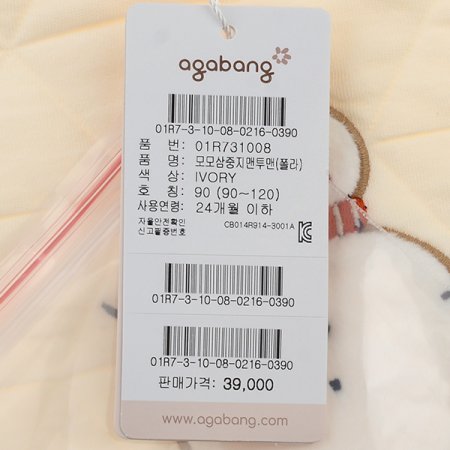 agabang
01R7-3-10-08-0216-0390
품 번: 01R731008
품 명: 모모삼중지맨투맨(폴라)
색 상: IVORY
호 칭: 90 (90~120)
사용연령: 24개월 이하
자율안전확인
신고필증번호 CB014R914-3001A
01R7-3-10-08-0216-0390
01R7-3-10-08-0216-0390
판매가격: 39,000
www.agabang.com